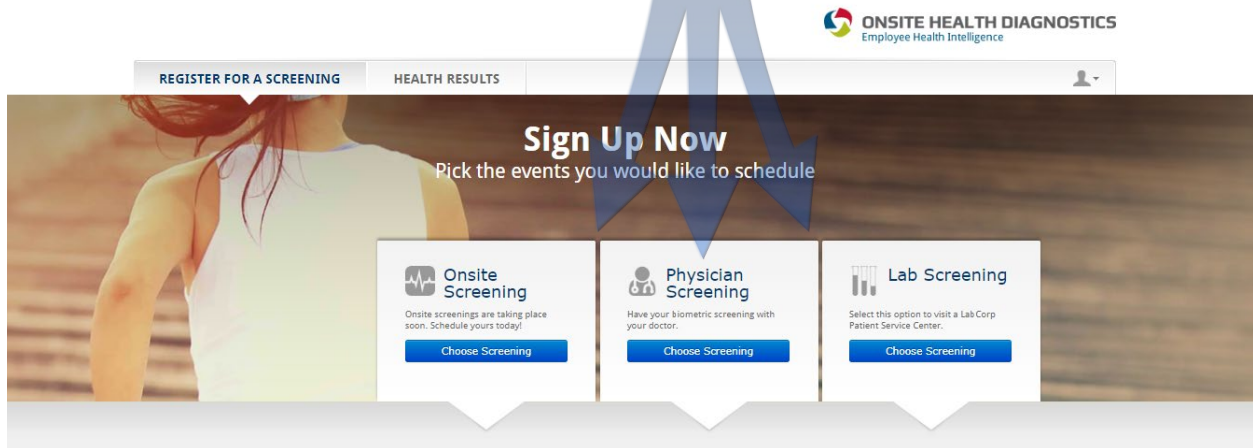 ONSITE HEALTH DIAGNOSTICS
Employee Health Intelligence
REGISTER FOR A SCREENING
HEALTH RESULTS
Sign Up Now
Pick the events you would like to schedule
Onsite
Screening
Onsite screenings are taking place
soon. Schedule yours today!
Choose Screening
Physician
Screening
Have your biometric screening with
your doctor.
Choose Screening
Lab Screening
Select this option to visit a LabCorp
Patient Service Center.
Choose Screening